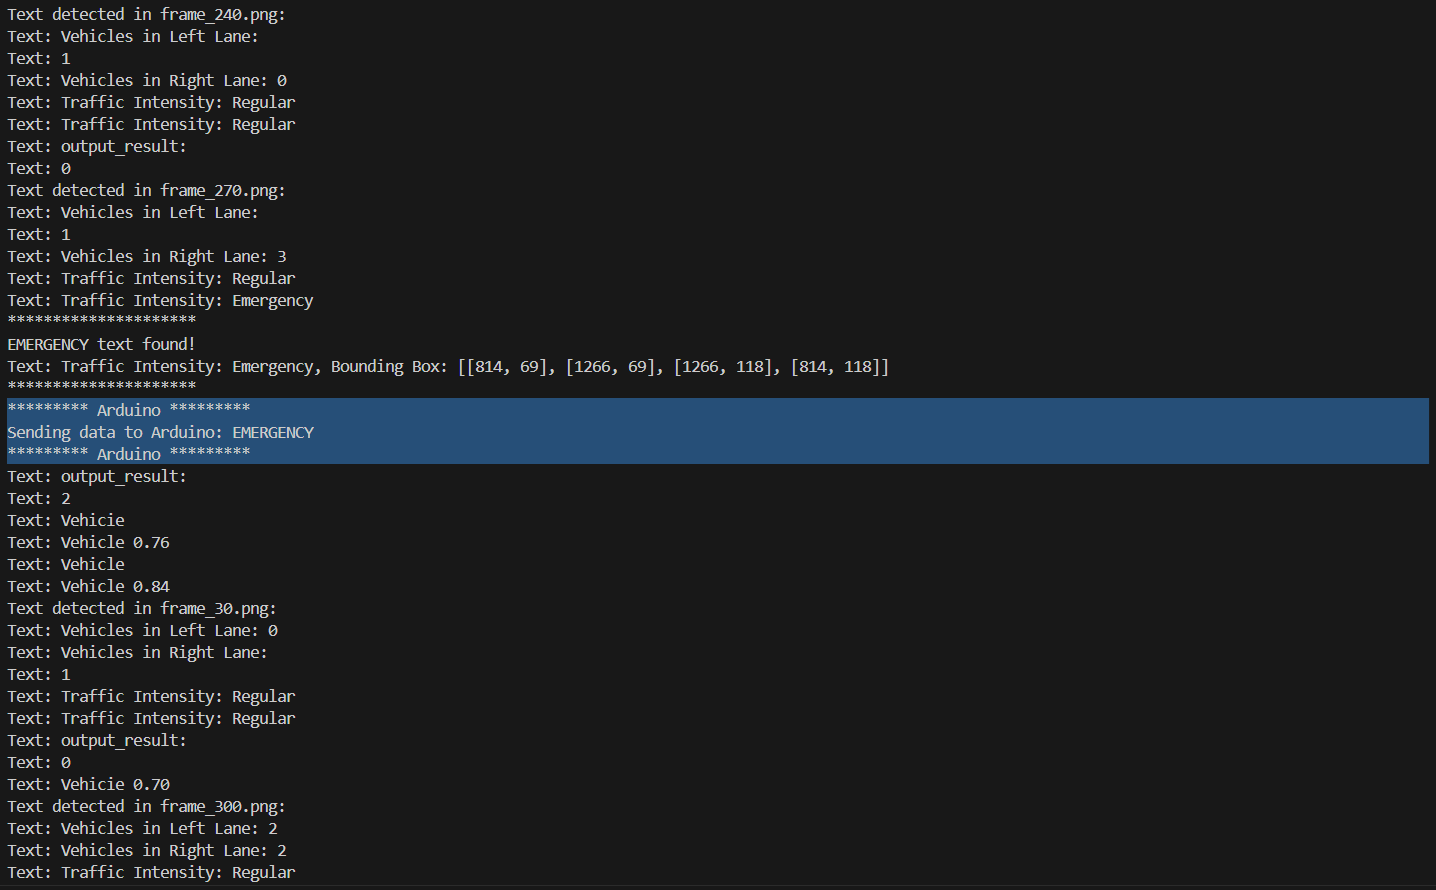 Text detected in frame_240.png:
Text: Vehicles in Left Lane:
Text: 1
Text: Vehicles in Right Lane: 0
Text: Traffic Intensity: Regular
Text: Traffic Intensity: Regular
Text: output_result:
Text: 0
Text detected in frame_270.png:
Text: Vehicles in Left Lane:
Text: 1
Text: Vehicles in Right Lane: 3
Text: Traffic Intensity: Regular
Text: Traffic Intensity: Emergency
*********************
EMERGENCY text found!
Text: Traffic Intensity: Emergency, Bounding Box: [[814, 69], [1266, 69], [1266, 118], [814, 118]]
*********************
********* Arduino *********
Sending data to Arduino: EMERGENCY
********* Arduino *********
Text: output_result:
Text: 2
Text: Vehicie
Text: Vehicle 0.76
Text: Vehicle
Text: Vehicle 0.84
Text detected in frame_30.png:
Text: Vehicles in Left Lane: 0
Text: Vehicles in Right Lane:
Text: 1
Text: Traffic Intensity: Regular
Text: Traffic Intensity: Regular
Text: output_result:
Text: 0
Text: Vehicie 0.70
Text detected in frame_300.png:
Text: Vehicles in Left Lane: 2
Text: Vehicles in Right Lane: 2
Text: Traffic Intensity: Regular